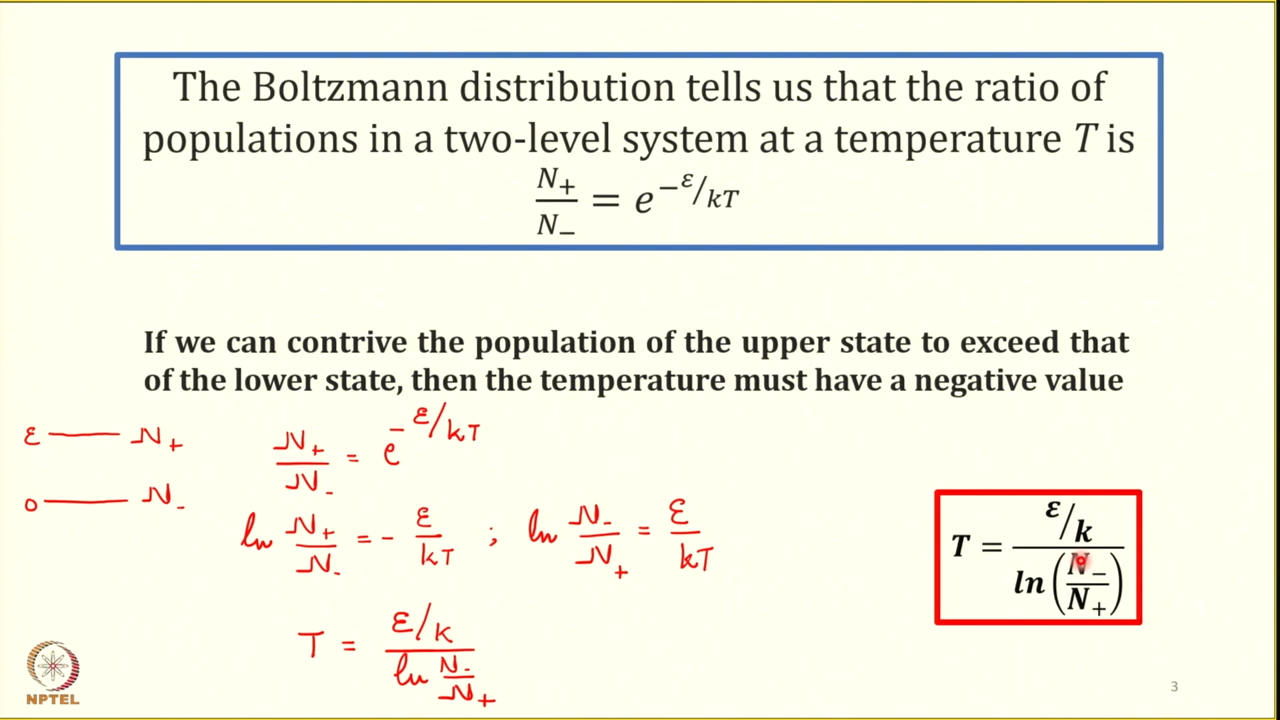 The Boltzmann distribution tells us that the ratio of
populations in a two-level system at a temperature T is
N₊/N₋ = e^(−ε/kT)
If we can contrive the population of the upper state to exceed that
of the lower state, then the temperature must have a negative value
ε —— N₊
0 —— N₋
N₊/N₋ = e^(−ε/kT)
ln N₊/N₋ = − ε/kT ; ln N₋/N₊ = ε/kT
T = (ε/k)/(ln N₋/N₊)
T = (ε/k)/(ln(N₋/N₊))
NPTEL
3